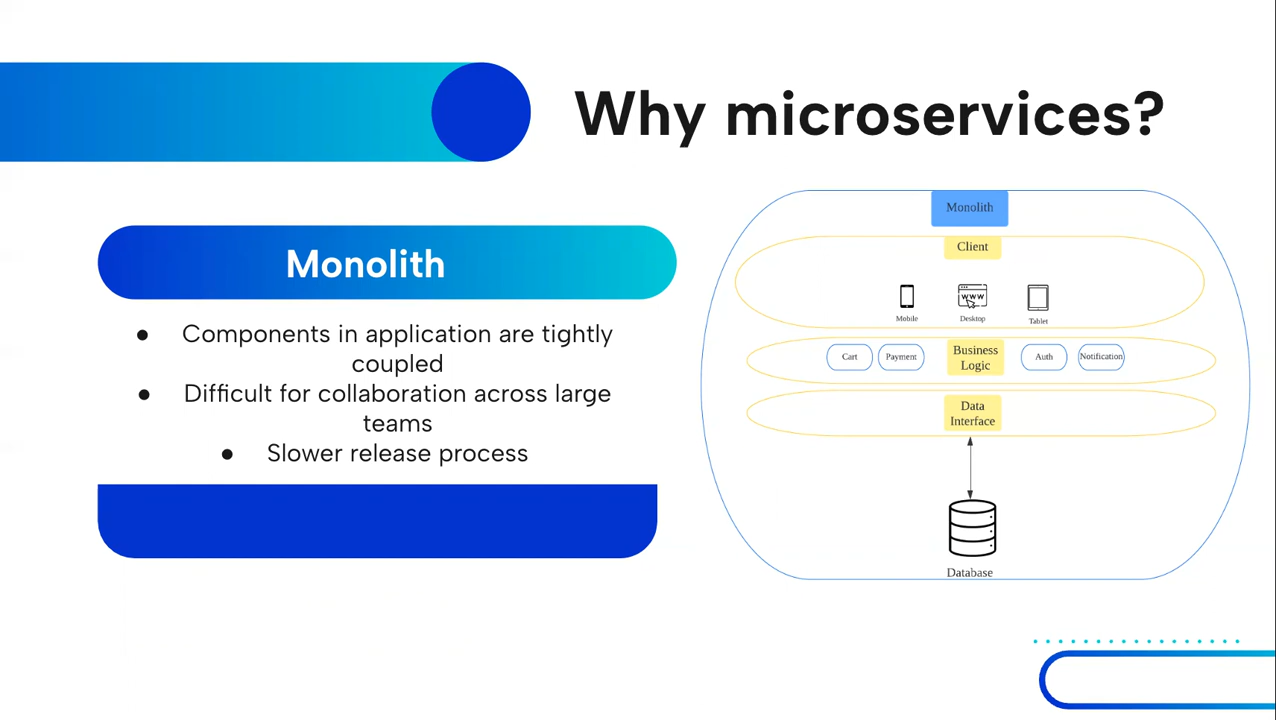 Why microservices?
Monolith
● Components in application are tightly
coupled
● Difficult for collaboration across large
teams
● Slower release process
Monolith
Client
WWW
Mobile
Desktop
Tablet
Cart
Payment
Business
Logic
Auth
Notification
Data
Interface
Database